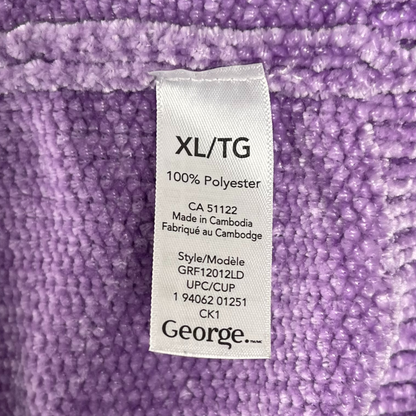 XL/TG
100% Polyester
CA 51122
Made in Cambodia
Fabriqué au Cambodge
Style/Modèle
GRF12012LD
UPC/CUP
1 94062 01251
CK1
George.